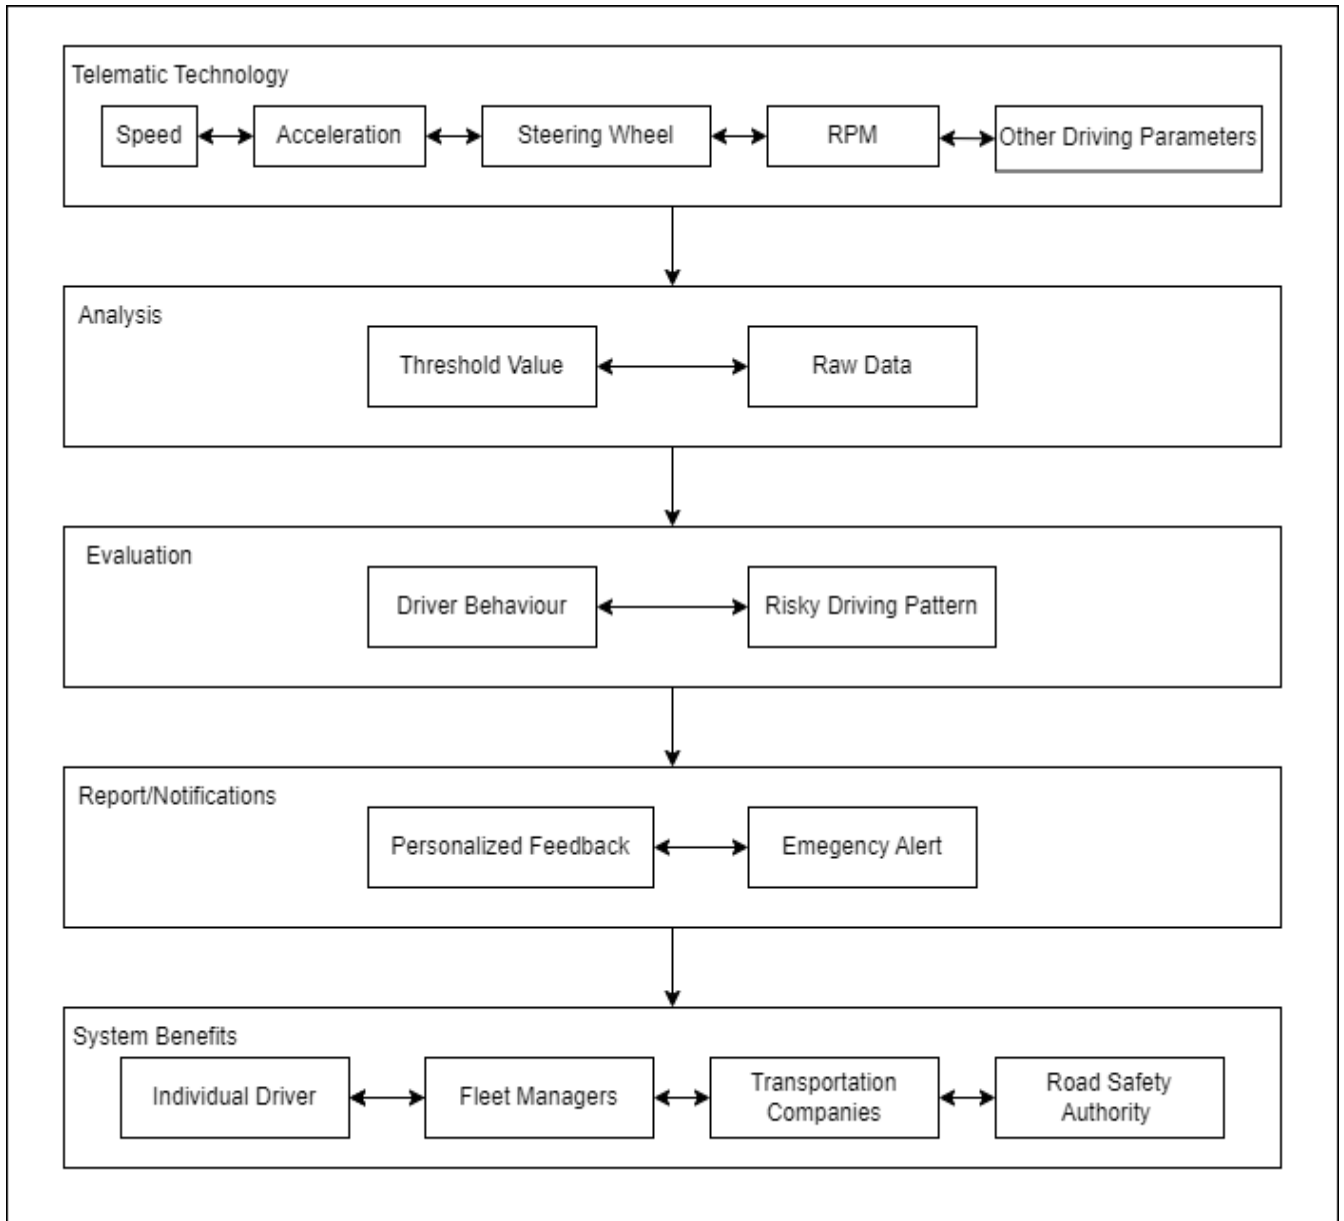 Telematic Technology
Speed
Acceleration
Steering Wheel
RPM
Other Driving Parameters
Analysis
Threshold Value
Raw Data
Evaluation
Driver Behaviour
Risky Driving Pattern
Report/Notifications
Personalized Feedback
Emegency Alert
System Benefits
Individual Driver
Fleet Managers
Transportation
Companies
Road Safety
Authority